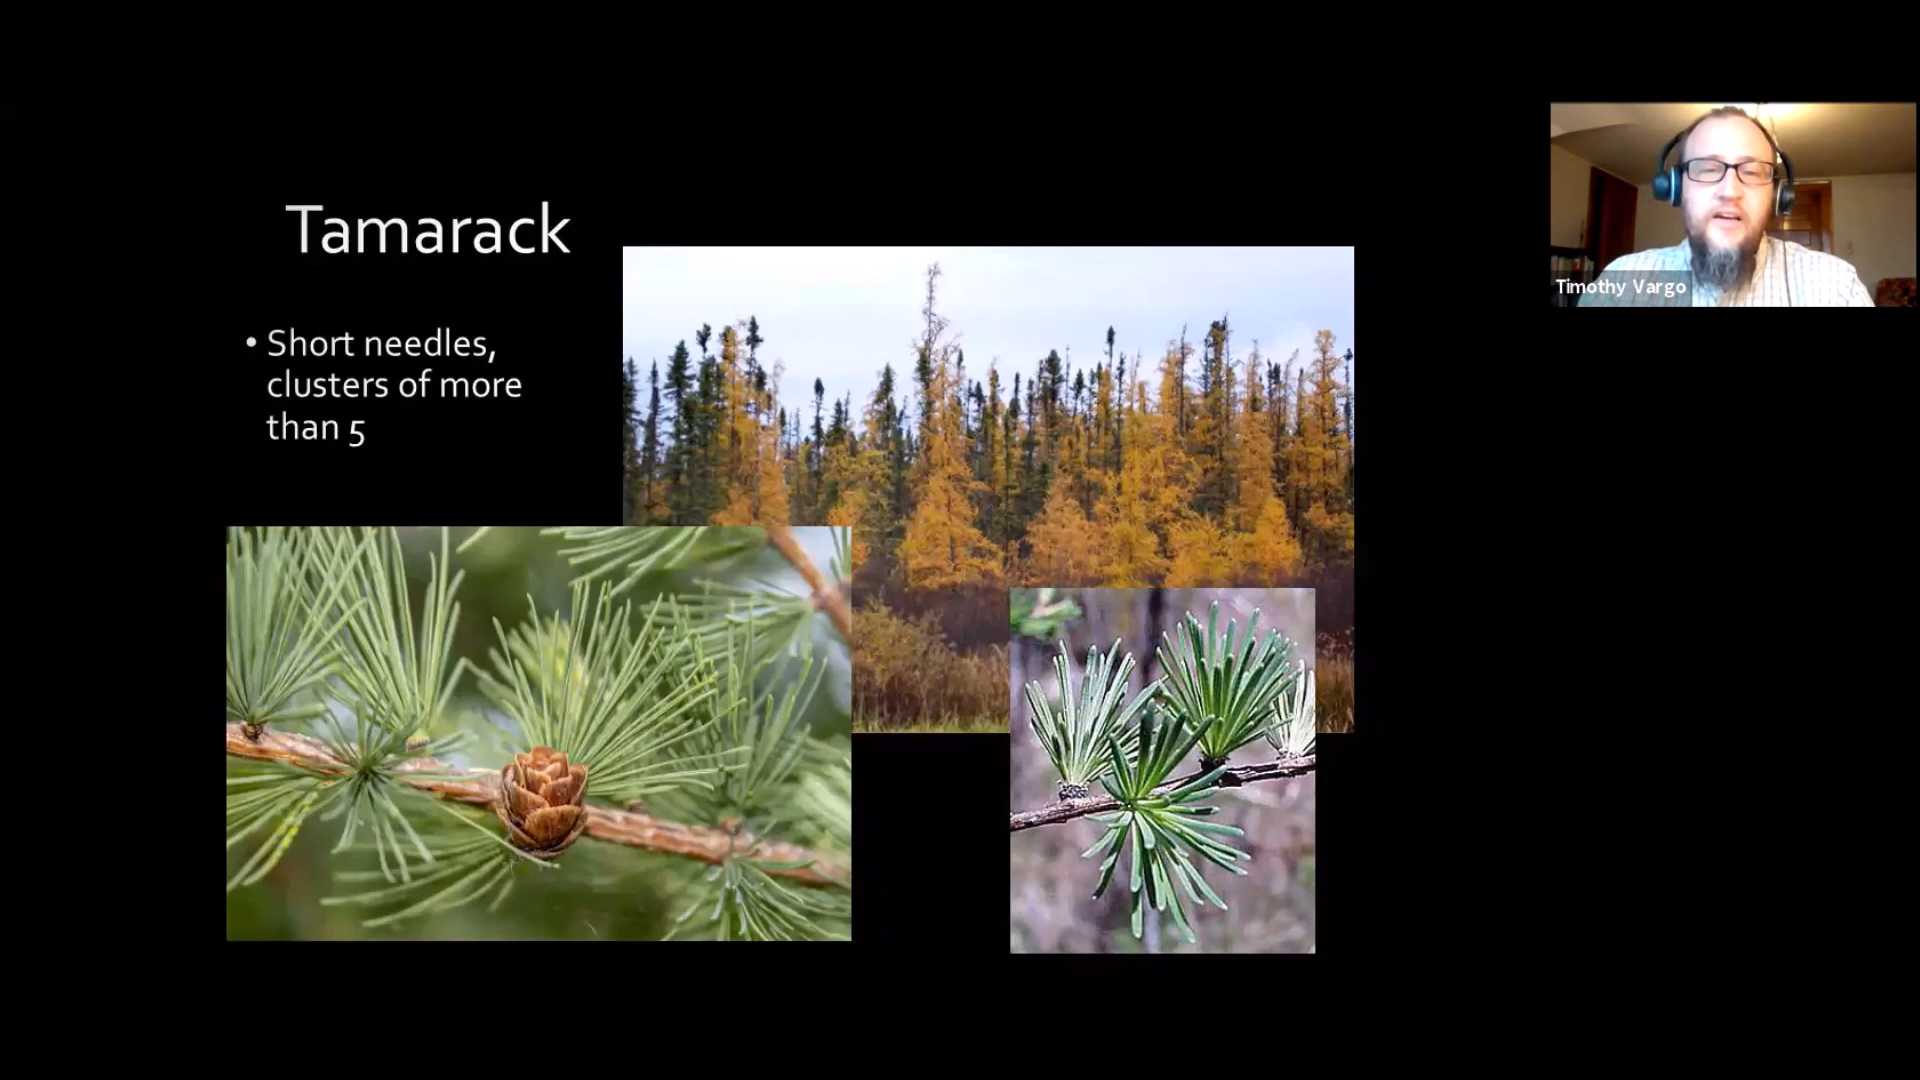 Tamarack
• Short needles,
clusters of more
than 5
Timothy Vargo